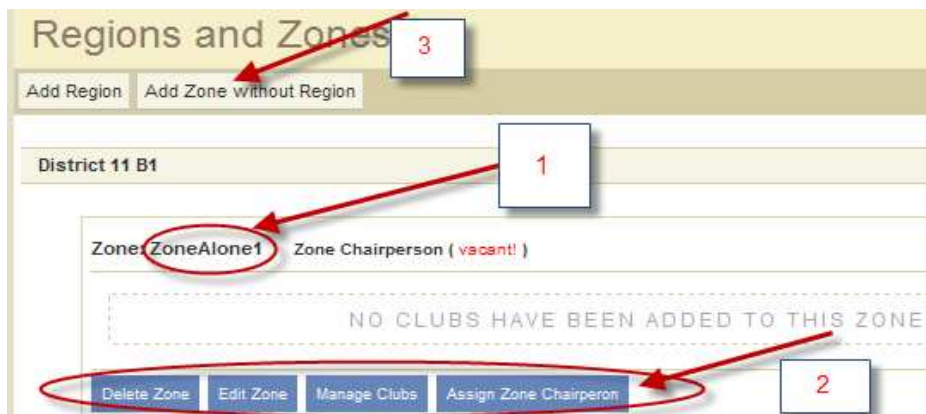 Regions and Zones
3
Add Region Add Zone without Region
District 11 B1
1
Zone: ZoneAlone1 Zone Chairperson ( vacant! )
NO CLUBS HAVE BEEN ADDED TO THIS ZONE
Delete Zone Edit Zone Manage Clubs Assign Zone Chairperon
2